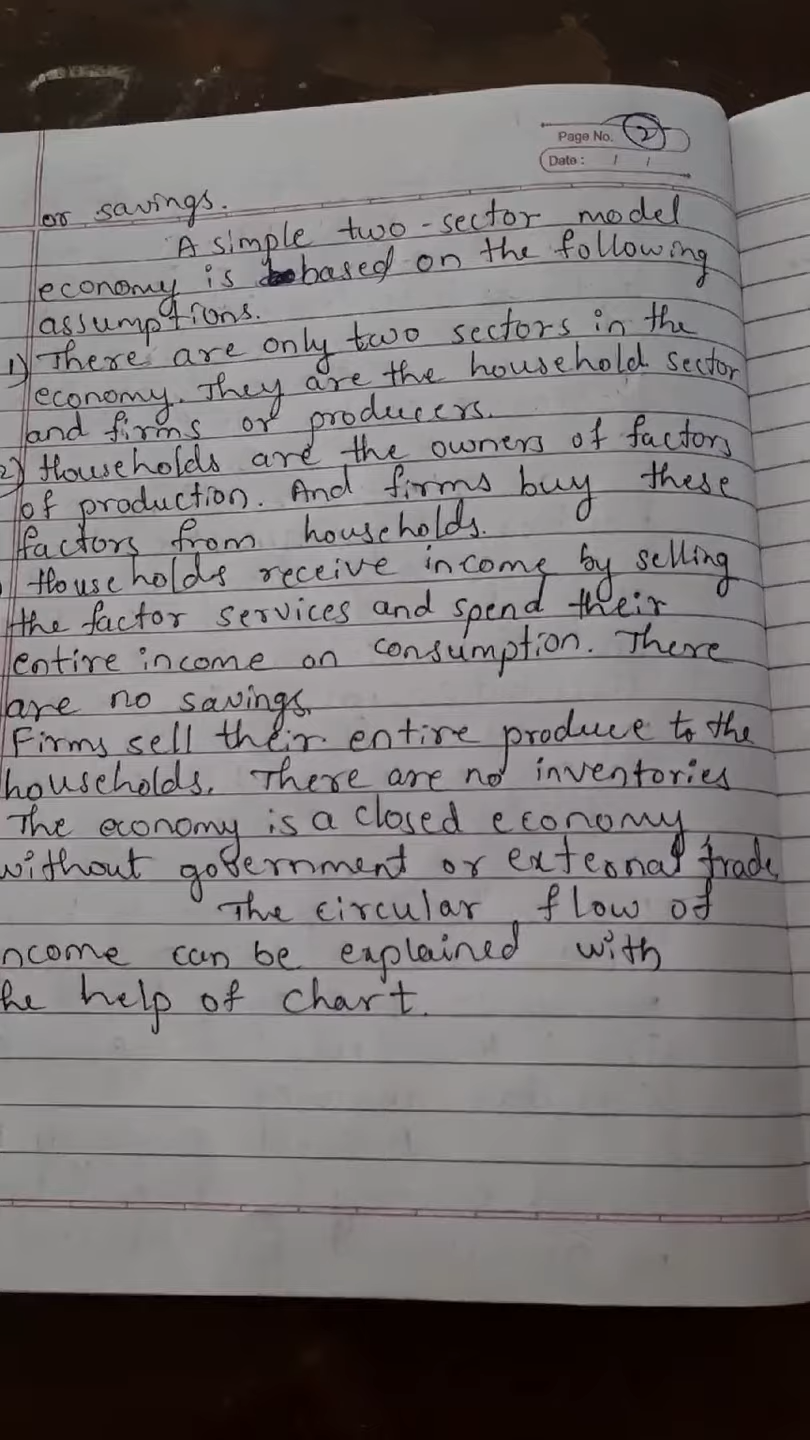 Page No. 2
Date : / /
or savings.
A simple two-sector model
economy is based on the following
assumptions.
1) There are only two sectors in the
economy. They are the household sector
and firms or producers.
2) Households are the owners of factors
of production. And firms buy these
factors from households.
Households receive income by selling
the factor services and spend their
entire income on consumption. There
are no savings.
Firms sell their entire produce to the
households. There are no inventories
The economy is a closed economy
without government or external trade
The circular flow of
ncome can be explained with
he help of chart.